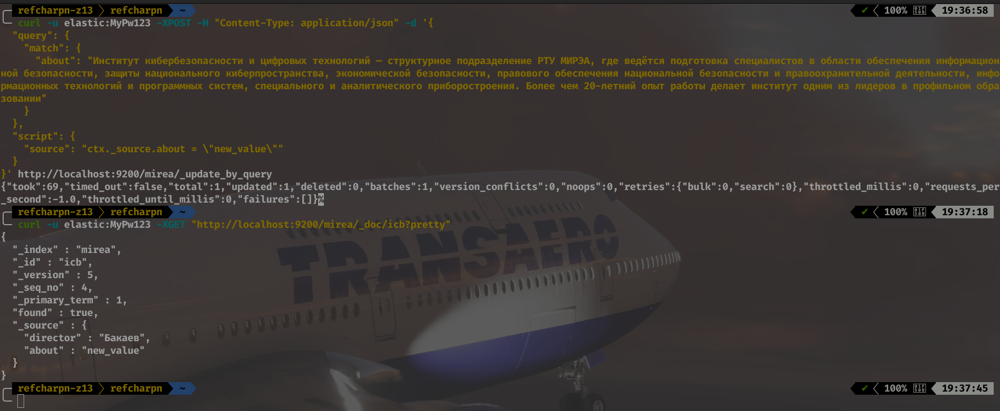 refcharpn-z13 refcharpn ~ ✔ 100% 19:36:58
curl -u elastic:MyPw123 -XPOST -H "Content-Type: application/json" -d '{
"query": {
"match": {
"about": "Институт кибербезопасности и цифровых технологий — структурное подразделение РТУ МИРЭА, где ведётся подготовка специалистов в области обеспечения информацион
ной безопасности, защиты национального киберпространства, экономической безопасности, правового обеспечения национальной безопасности и правоохранительной деятельности, инфо
рмационных технологий и программных систем, специального и аналитического приборостроения. Более чем 20-летний опыт работы делает институт одним из лидеров в профильном обра
зовании"
}
},
"script": {
"source": "ctx._source.about = \"new_value\""
}
}' http://localhost:9200/mirea/_update_by_query
{"took":69,"timed_out":false,"total":1,"updated":1,"deleted":0,"batches":1,"version_conflicts":0,"noops":0,"retries":{"bulk":0,"search":0},"throttled_millis":0,"requests_per
_second":-1.0,"throttled_until_millis":0,"failures":[]}%
refcharpn-z13 refcharpn ~ ✔ 100% 19:37:18
curl -u elastic:MyPw123 -XGET "http://localhost:9200/mirea/_doc/icb?pretty"
{
"_index" : "mirea",
"_id" : "icb",
"_version" : 5,
"_seq_no" : 4,
"_primary_term" : 1,
"found" : true,
"_source" : {
"director" : "Бакаев",
"about" : "new_value"
}
}
TRANSAERO
refcharpn-z13 refcharpn ~ ✔ 100% 19:37:45